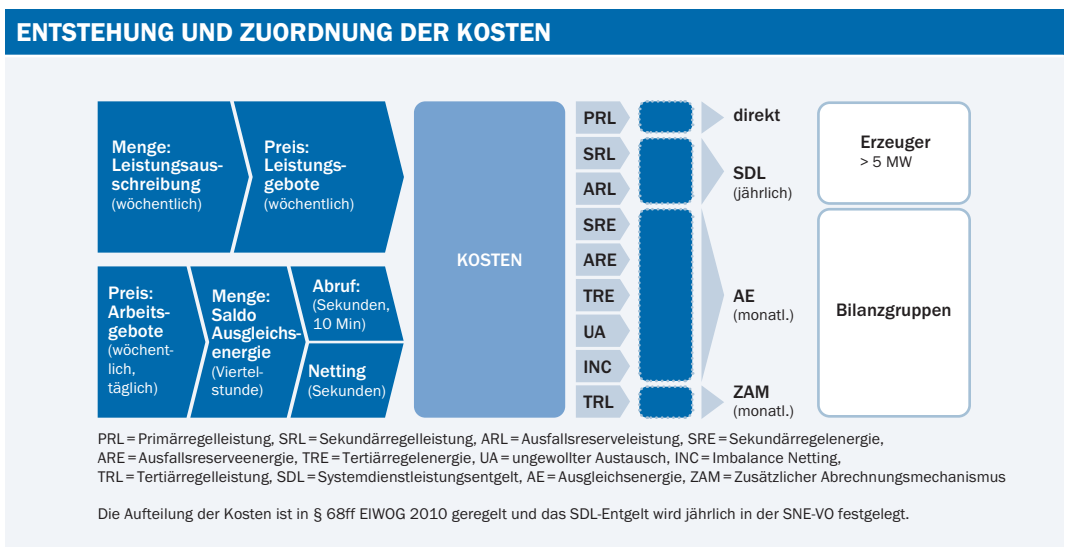 ENTSTEHUNG UND ZUORDNUNG DER KOSTEN
Menge:
Leistungsaus-
schreibung
(wöchentlich)
Preis:
Leistungs-
gebote
(wöchentlich)
Preis:
Arbeits-
gebote
(wöchent-
lich,
täglich)
Menge:
Saldo
Ausgleichs-
energie
(Viertel-
stunde)
Abruf:
(Sekunden,
10 Min)
Netting
(Sekunden)
KOSTEN
PRL
SRL
ARL
SRE
ARE
TRE
UA
INC
TRL
direkt
SDL
(jährlich)
AE
(monatl.)
ZAM
(monatl.)
Erzeuger
> 5 MW
Bilanzgruppen
PRL = Primärregelleistung, SRL = Sekundärregelleistung, ARL = Ausfallsreserveleistung, SRE = Sekundärregelenergie,
ARE = Ausfallsreserveenergie, TRE = Tertiärregelenergie, UA = ungewollter Austausch, INC = Imbalance Netting,
TRL = Tertiärregelleistung, SDL = Systemdienstleistungsentgelt, AE = Ausgleichsenergie, ZAM = Zusätzlicher Abrechnungsmechanismus
Die Aufteilung der Kosten ist in § 68ff ElWOG 2010 geregelt und das SDL-Entgelt wird jährlich in der SNE-VO festgelegt.